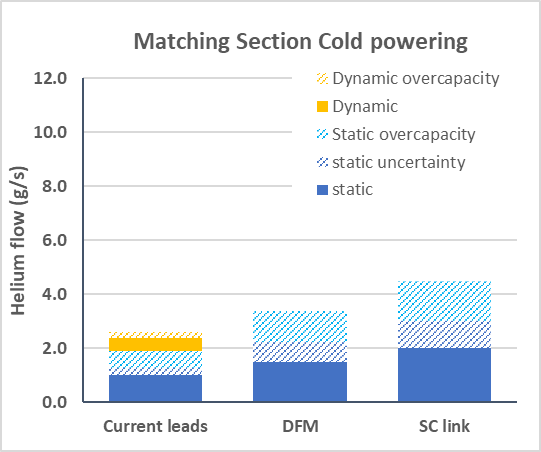 Matching Section Cold powering
Helium flow (g/s)
12.0
10.0
8.0
6.0
4.0
2.0
0.0
Dynamic overcapacity
Dynamic
Static overcapacity
static uncertainty
static
Current leads
DFM
SC link